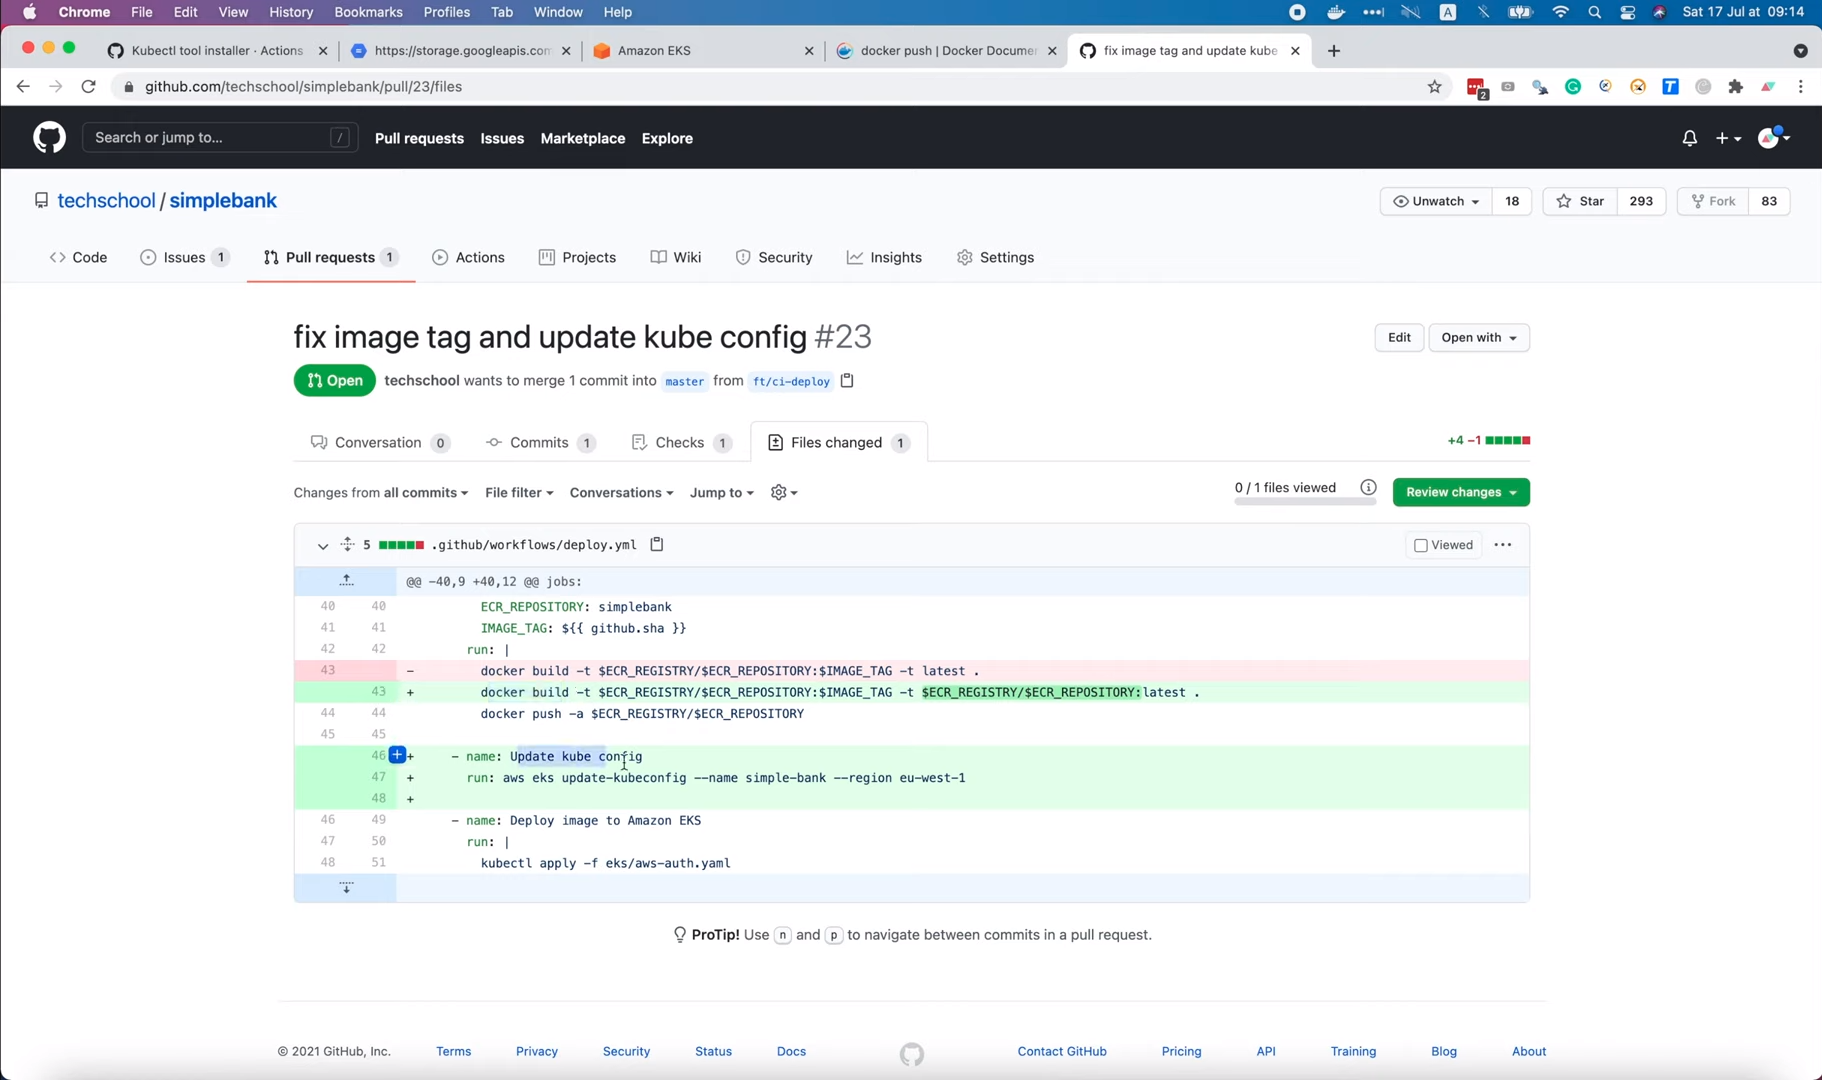 Chrome File Edit View History Bookmarks Profiles Tab Window Help A Sat 17 Jul at 09:14
Kubectl tool installer · Actions https://storage.googleapis.com Amazon EKS docker push | Docker Documen fix image tag and update kube
github.com/techschool/simplebank/pull/23/files 2
Search or jump to... / Pull requests Issues Marketplace Explore
techschool / simplebank Unwatch 18 Star 293 Fork 83
Code Issues 1 Pull requests 1 Actions Projects Wiki Security Insights Settings
fix image tag and update kube config #23 Edit Open with
Open techschool wants to merge 1 commit into master from ft/ci-deploy
Conversation 0 Commits 1 Checks 1 Files changed 1 +4 −1
Changes from all commits File filter Conversations Jump to 0 / 1 files viewed Review changes
5 .github/workflows/deploy.yml Viewed
@@ -40,9 +40,12 @@ jobs:
40 40 ECR_REPOSITORY: simplebank
41 41 IMAGE_TAG: ${{ github.sha }}
42 42 run: |
43 - docker build -t $ECR_REGISTRY/$ECR_REPOSITORY:$IMAGE_TAG -t latest .
43 + docker build -t $ECR_REGISTRY/$ECR_REPOSITORY:$IMAGE_TAG -t $ECR_REGISTRY/$ECR_REPOSITORY:latest .
44 44 docker push -a $ECR_REGISTRY/$ECR_REPOSITORY
45 45
46 + - name: Update kube config
47 + run: aws eks update-kubeconfig --name simple-bank --region eu-west-1
48 +
46 49 - name: Deploy image to Amazon EKS
47 50 run: |
48 51 kubectl apply -f eks/aws-auth.yaml
ProTip! Use n and p to navigate between commits in a pull request.
© 2021 GitHub, Inc. Terms Privacy Security Status Docs Contact GitHub Pricing API Training Blog About